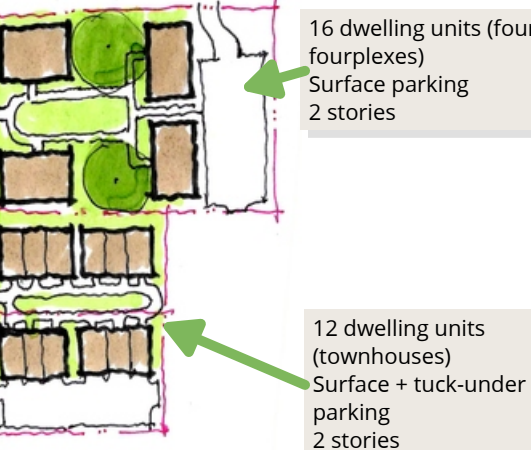 16 dwelling units (four
fourplexes)
Surface parking
2 stories
12 dwelling units
(townhouses)
Surface + tuck-under
parking
2 stories